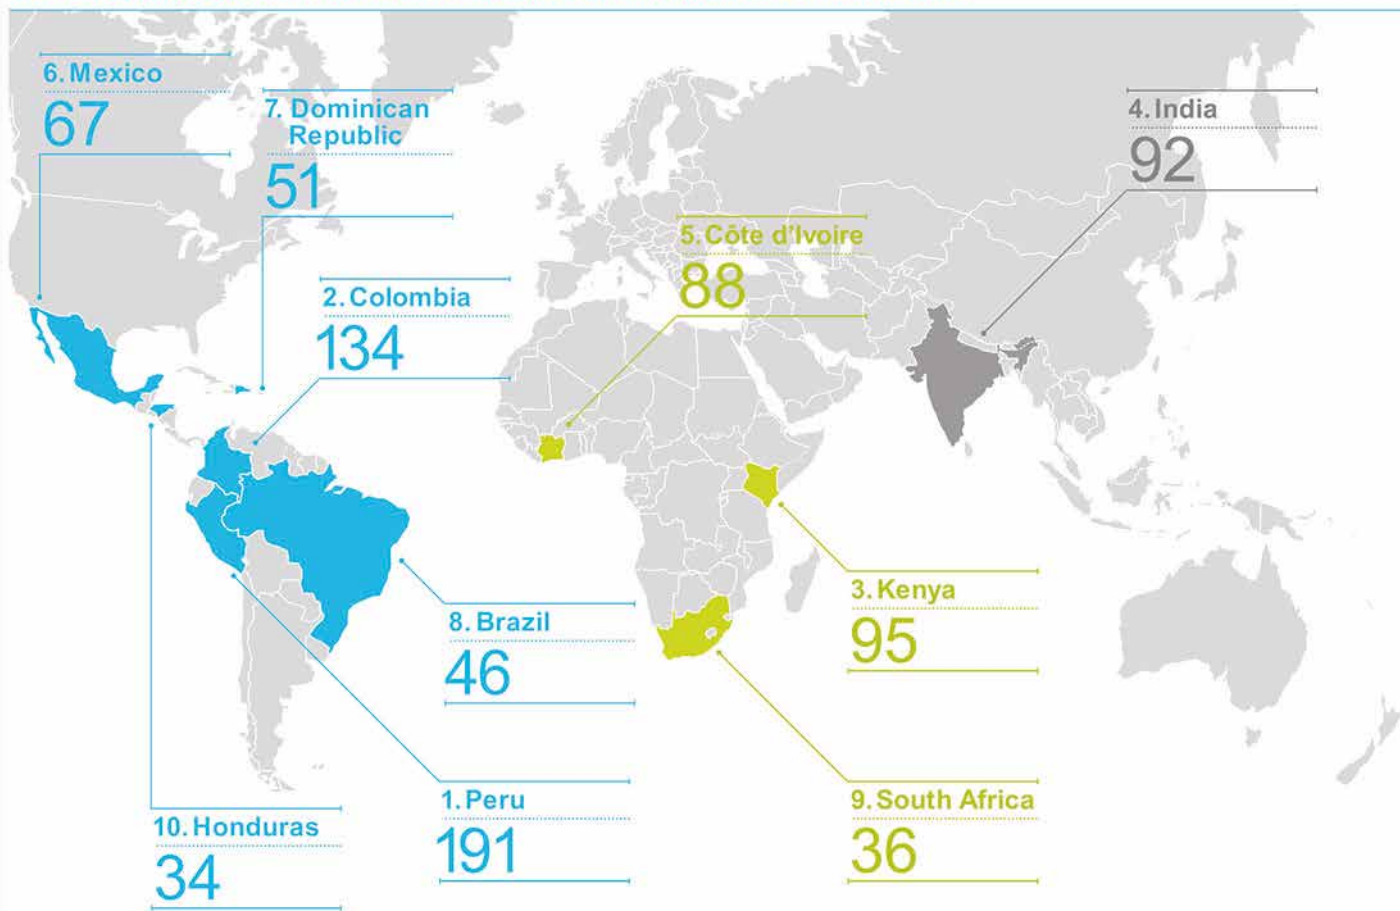 6. Mexico
67
7. Dominican
Republic
51
4. India
92
5. Côte d'Ivoire
88
2. Colombia
134
3. Kenya
95
8. Brazil
46
1. Peru
191
9. South Africa
36
10. Honduras
34